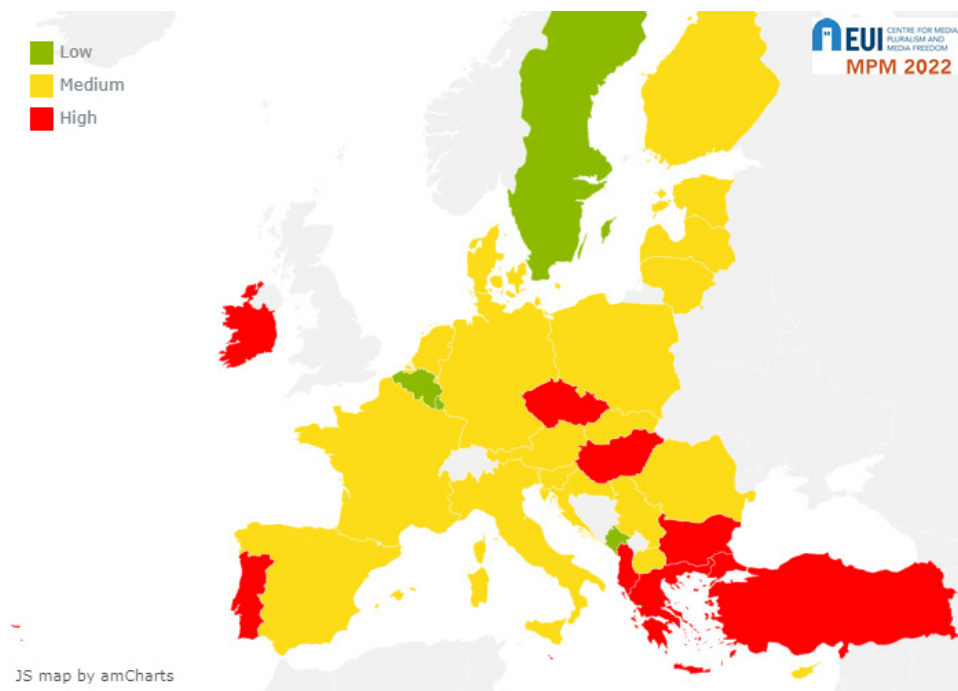 Low
Medium
High
EUI CENTRE FOR MEDIA
PLURALISM AND
MEDIA FREEDOM
MPM 2022
JS map by amCharts